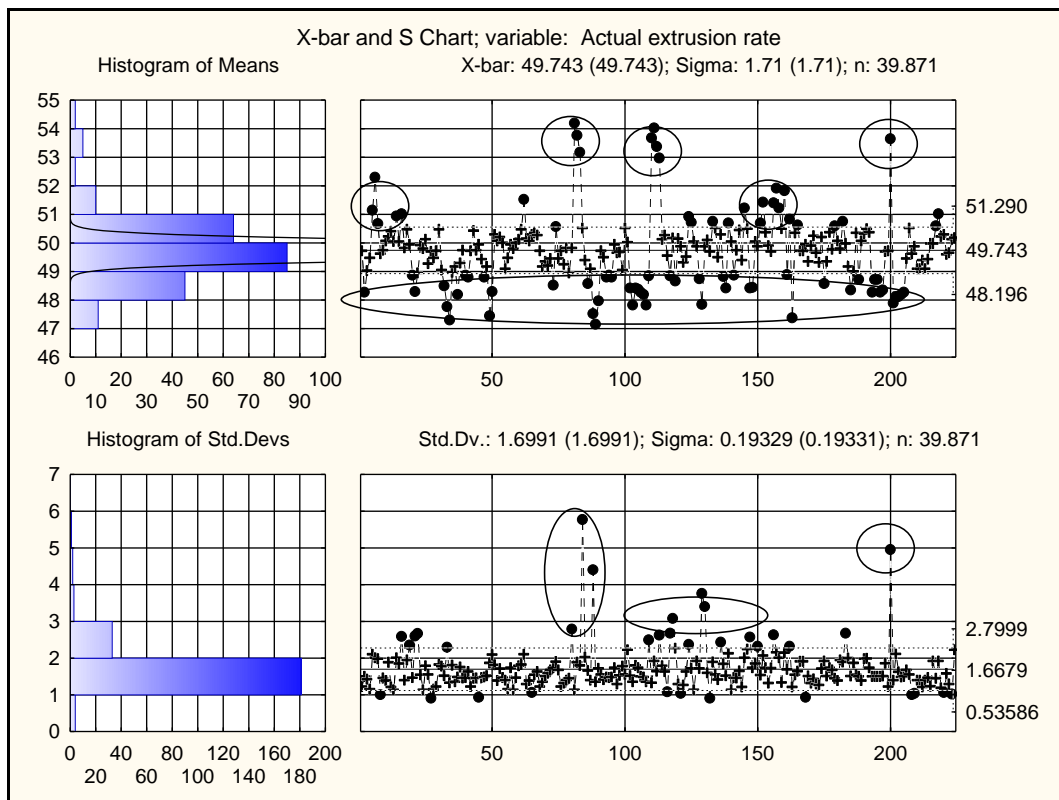 X-bar and S Chart; variable: Actual extrusion rate
Histogram of Means
X-bar: 49.743 (49.743); Sigma: 1.71 (1.71); n: 39.871
55
54
53
52
51
50
49
48
47
46
0 20 40 60 80 100
10 30 50 70 90
51.290
49.743
48.196
50 100 150 200
Histogram of Std.Devs
Std.Dv.: 1.6991 (1.6991); Sigma: 0.19329 (0.19331); n: 39.871
7
6
5
4
3
2
1
0
0 40 80 120 160 200
20 60 100 140 180
2.7999
1.6679
0.53586
50 100 150 200